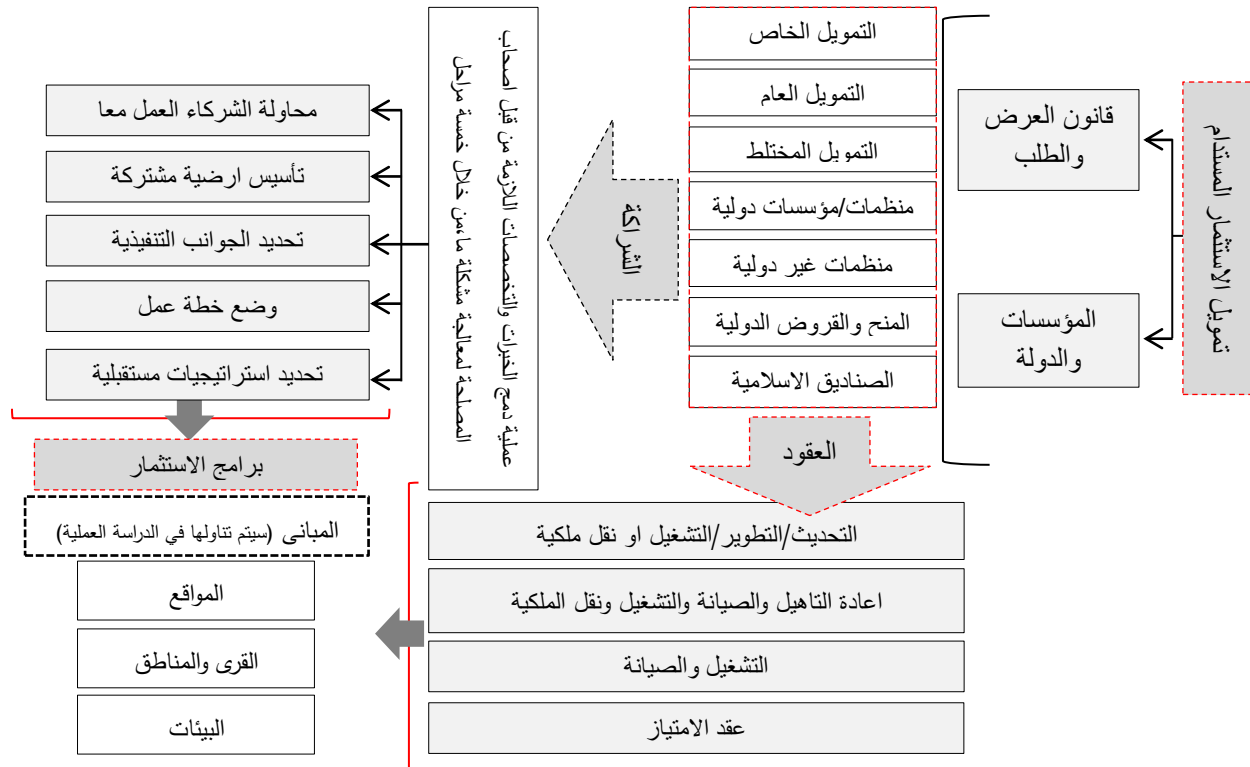 تمويل الاستثمار المستدام
قانون العرض
والطلب
المؤسسات
والدولة
التمويل الخاص
التمويل العام
التمويل المختلط
منظمات/مؤسسات دولية
منظمات غير دولية
المنح والقروض الدولية
الصناديق الاسلامية
الشراكة
عملية دمج الخبرات والتخصصات اللازمة من قبل اصحاب
المصلحة لمعالجة مشكلة ماءمن خلال خمسة مراحل
محاولة الشركاء العمل معا
تأسيس ارضية مشتركة
تحديد الجوانب التنفيذية
وضع خطة عمل
تحديد استراتيجيات مستقبلية
العقود
التحديث/التطوير/التشغيل او نقل ملكية
اعادة التاهيل والصيانة والتشغيل ونقل الملكية
التشغيل والصيانة
عقد الامتياز
برامج الاستثمار
المبانى (سيتم تتاولها في الدراسة العملية)
المواقع
القرى والمناطق
البيئات